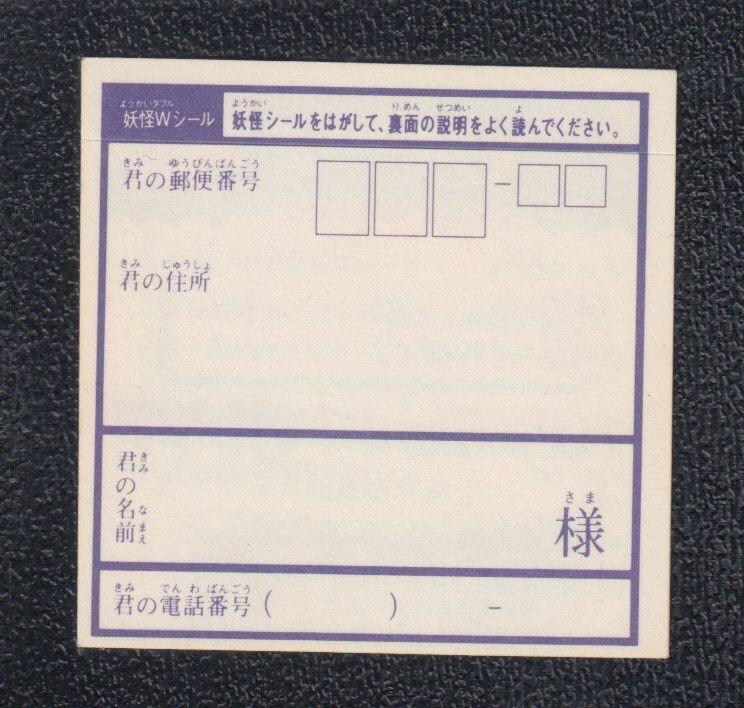 ようかいダブル
妖怪Wシール
ようかい りめん せつめい よ
妖怪シールをはがして、裏面の説明をよく読んでください。
きみ ゆうびんばんごう
君の郵便番号
－
きみ じゅうしょ
君の住所
きみ なまえ
君の名前
さま
様
きみ でんわばんごう
君の電話番号（ ） －